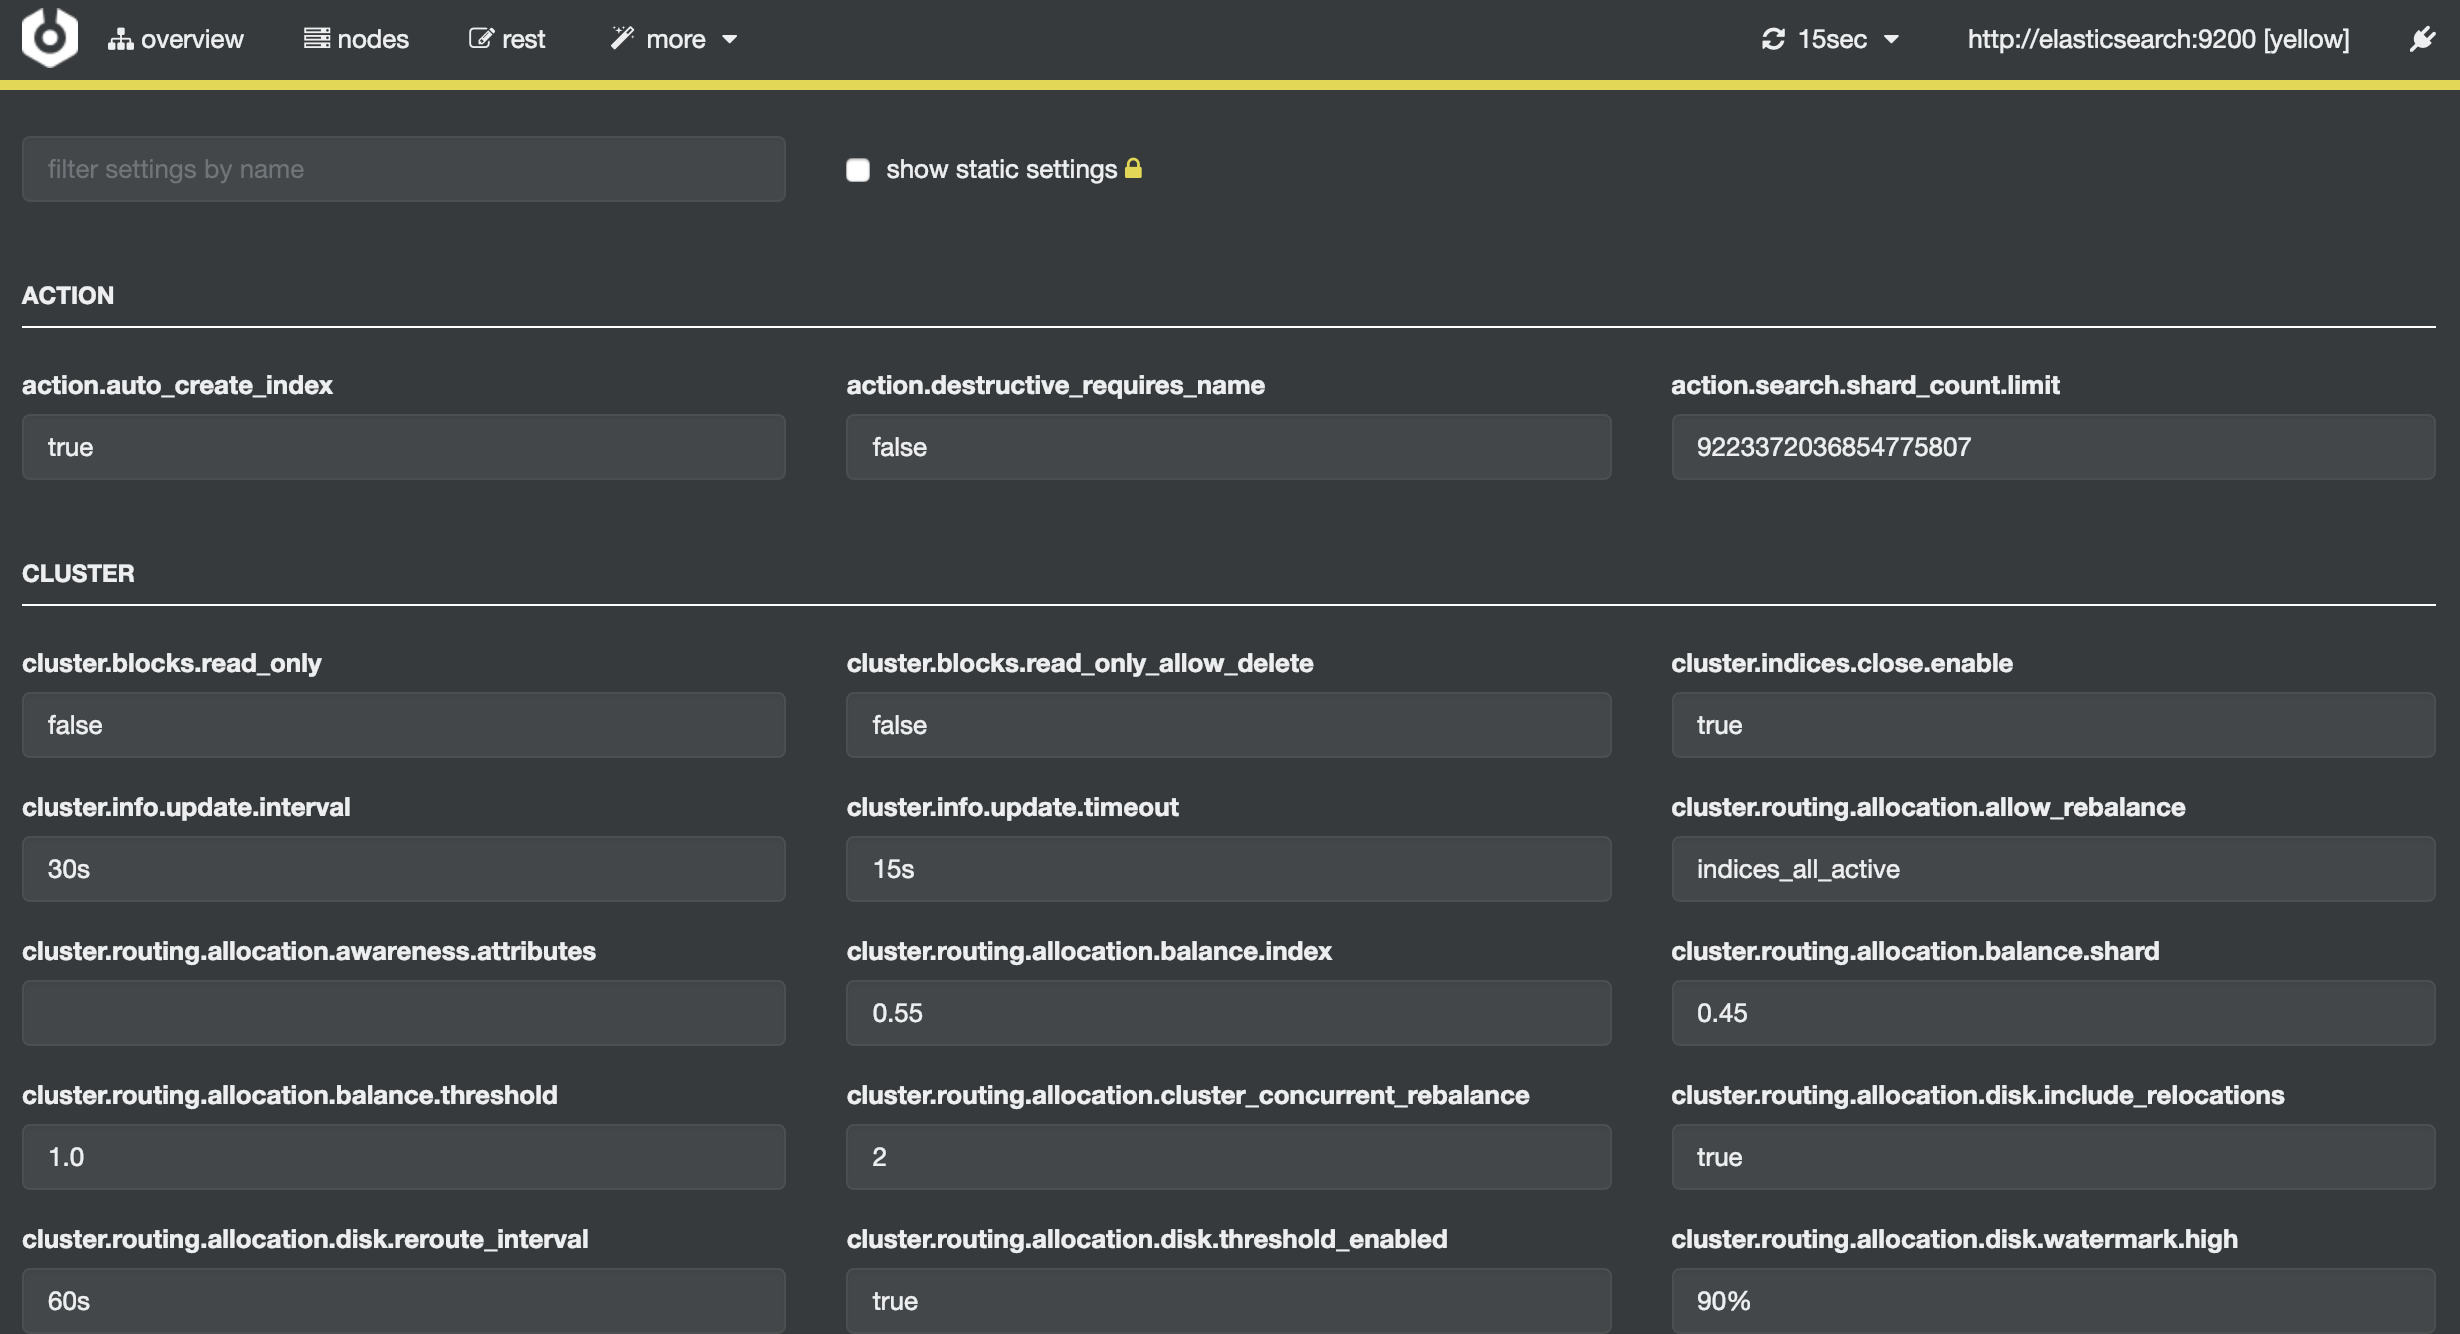 overview nodes rest more 15sec http://elasticsearch:9200 [yellow]
filter settings by name show static settings
ACTION
action.auto_create_index action.destructive_requires_name action.search.shard_count.limit
true false 9223372036854775807
CLUSTER
cluster.blocks.read_only cluster.blocks.read_only_allow_delete cluster.indices.close.enable
false false true
cluster.info.update.interval cluster.info.update.timeout cluster.routing.allocation.allow_rebalance
30s 15s indices_all_active
cluster.routing.allocation.awareness.attributes cluster.routing.allocation.balance.index cluster.routing.allocation.balance.shard
0.55 0.45
cluster.routing.allocation.balance.threshold cluster.routing.allocation.cluster_concurrent_rebalance cluster.routing.allocation.disk.include_relocations
1.0 2 true
cluster.routing.allocation.disk.reroute_interval cluster.routing.allocation.disk.threshold_enabled cluster.routing.allocation.disk.watermark.high
60s true 90%